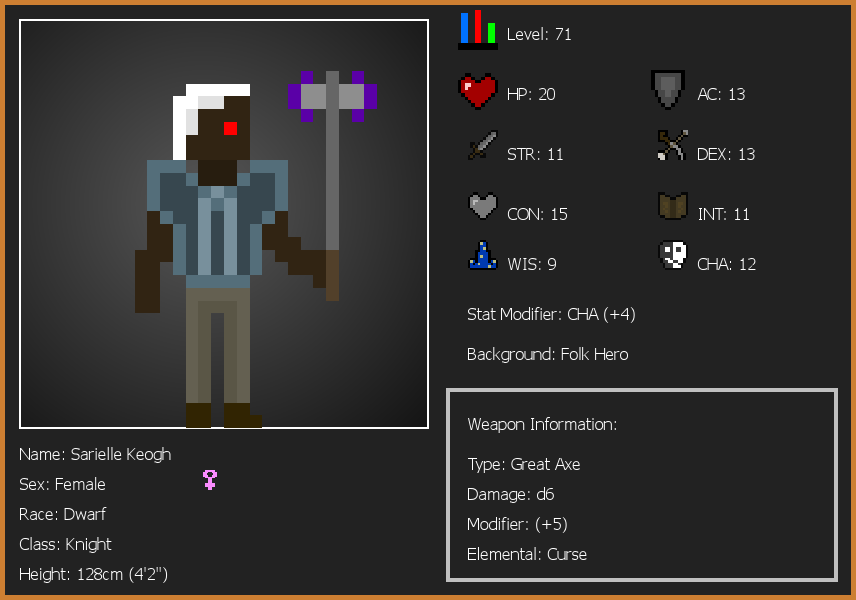 Level: 71
HP: 20
AC: 13
STR: 11
DEX: 13
CON: 15
INT: 11
WIS: 9
CHA: 12
Stat Modifier: CHA (+4)
Background: Folk Hero
Weapon Information:
Type: Great Axe
Damage: d6
Modifier: (+5)
Elemental: Curse
Name: Sarielle Keogh
Sex: Female
Race: Dwarf
Class: Knight
Height: 128cm (4'2")